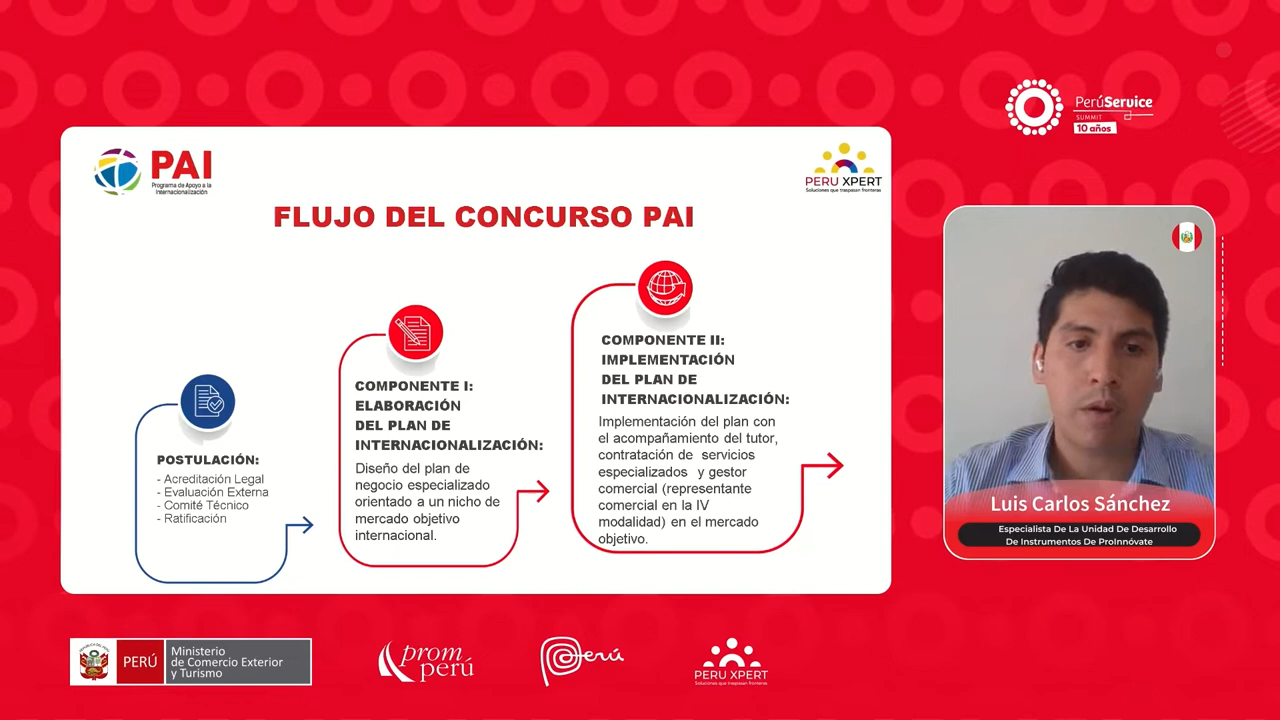 PAI
Programa de Apoyo a la
Internacionalización
PERU XPERT
Soluciones que traspasan fronteras
FLUJO DEL CONCURSO PAI
POSTULACIÓN:
- Acreditación Legal
- Evaluación Externa
- Comité Técnico
- Ratificación
COMPONENTE I:
ELABORACIÓN
DEL PLAN DE
INTERNACIONALIZACIÓN:
Diseño del plan de
negocio especializado
orientado a un nicho de
mercado objetivo
internacional.
COMPONENTE II:
IMPLEMENTACIÓN
DEL PLAN DE
INTERNACIONALIZACIÓN:
Implementación del plan con
el acompañamiento del tutor,
contratación de servicios
especializados y gestor
comercial (representante
comercial en la IV
modalidad) en el mercado
objetivo.
PerúService
SUMMIT
10 años
Luis Carlos Sánchez
Especialista De La Unidad De Desarrollo
De Instrumentos De ProInnóvate
PERÚ
Ministerio
de Comercio Exterior
y Turismo
prom
perú
Perú
PERU XPERT
Soluciones que traspasan fronteras